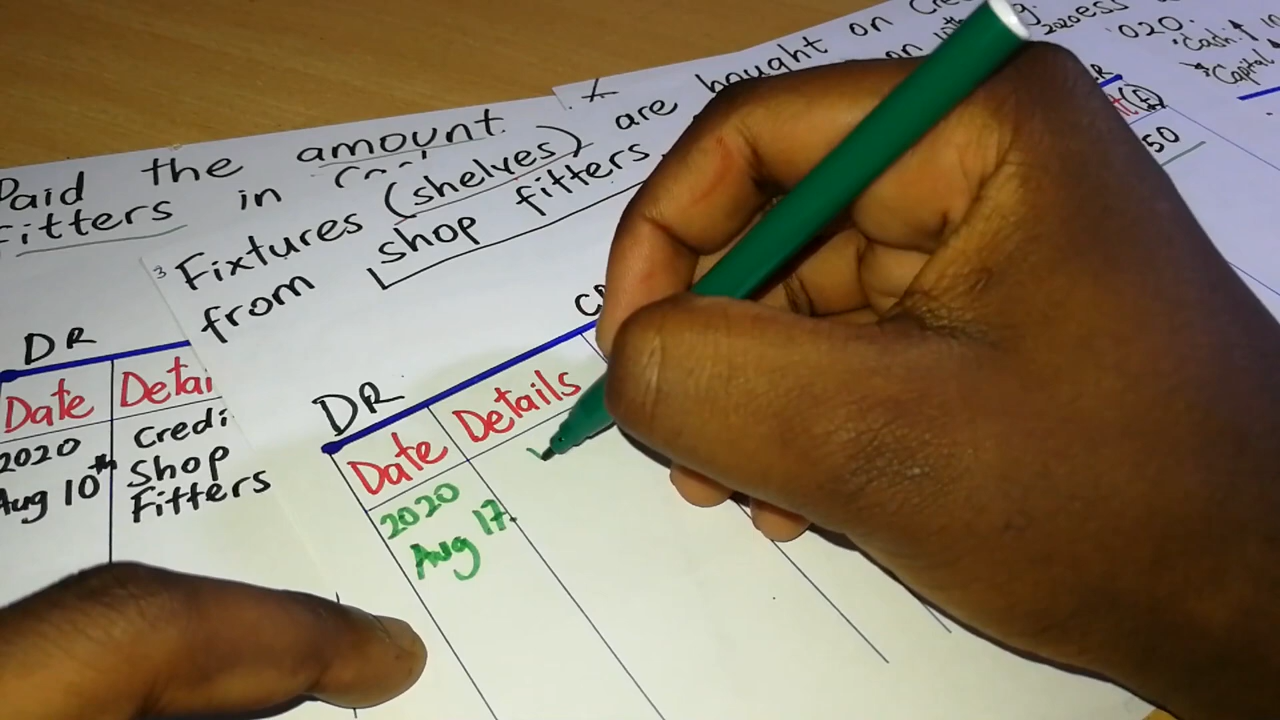 Paid the amount
Fitters in
Fixtures (shelves) are bought on
from shop fitters
2020
Cash ↑
Capital
50
DR
Date Detai
2020 Credi
Aug 10th Shop
Fitters
DR
Date Details
2020
Aug 17